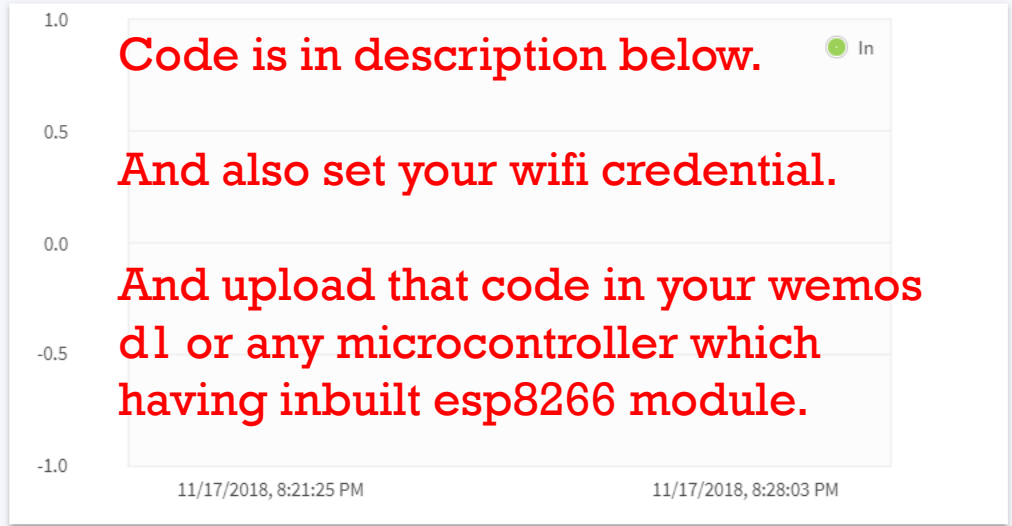 1.0
Code is in description below.
In
0.5
And also set your wifi credential.
0.0
And upload that code in your wemos
d1 or any microcontroller which
-0.5
having inbuilt esp8266 module.
-1.0
11/17/2018, 8:21:25 PM
11/17/2018, 8:28:03 PM